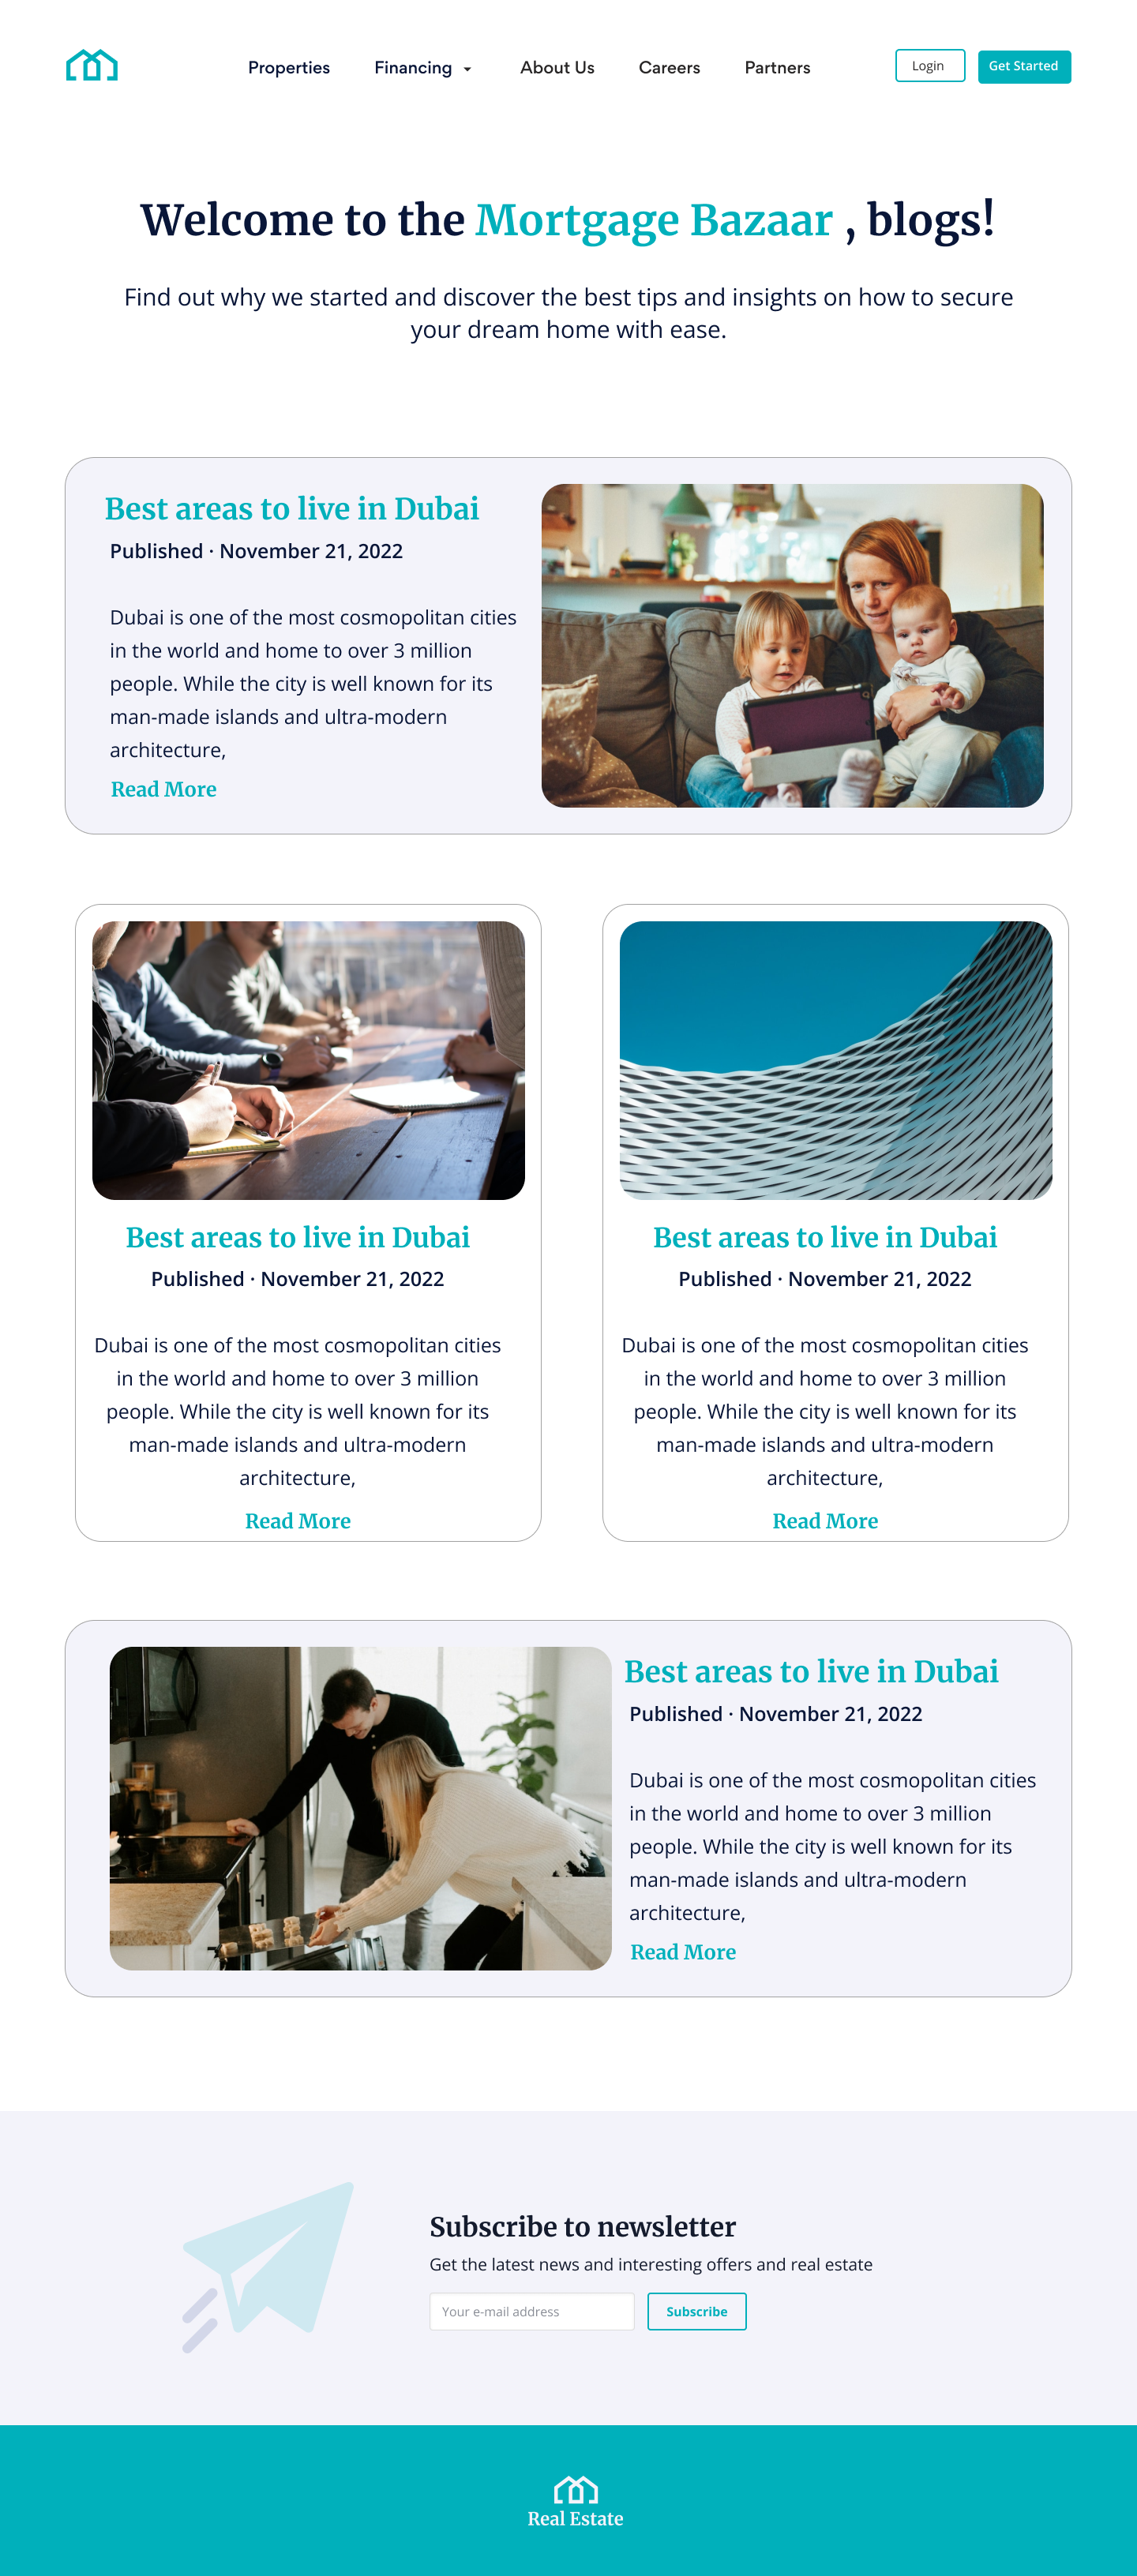 Properties Financing About Us Careers Partners Login Get Started
Welcome to the Mortgage Bazaar , blogs!
Find out why we started and discover the best tips and insights on how to secure
your dream home with ease.
Best areas to live in Dubai
Published · November 21, 2022
Dubai is one of the most cosmopolitan cities
in the world and home to over 3 million
people. While the city is well known for its
man-made islands and ultra-modern
architecture,
Read More
Best areas to live in Dubai
Published · November 21, 2022
Dubai is one of the most cosmopolitan cities
in the world and home to over 3 million
people. While the city is well known for its
man-made islands and ultra-modern
architecture,
Read More
Best areas to live in Dubai
Published · November 21, 2022
Dubai is one of the most cosmopolitan cities
in the world and home to over 3 million
people. While the city is well known for its
man-made islands and ultra-modern
architecture,
Read More
Best areas to live in Dubai
Published · November 21, 2022
Dubai is one of the most cosmopolitan cities
in the world and home to over 3 million
people. While the city is well known for its
man-made islands and ultra-modern
architecture,
Read More
Subscribe to newsletter
Get the latest news and interesting offers and real estate
Your e-mail address Subscribe
Real Estate